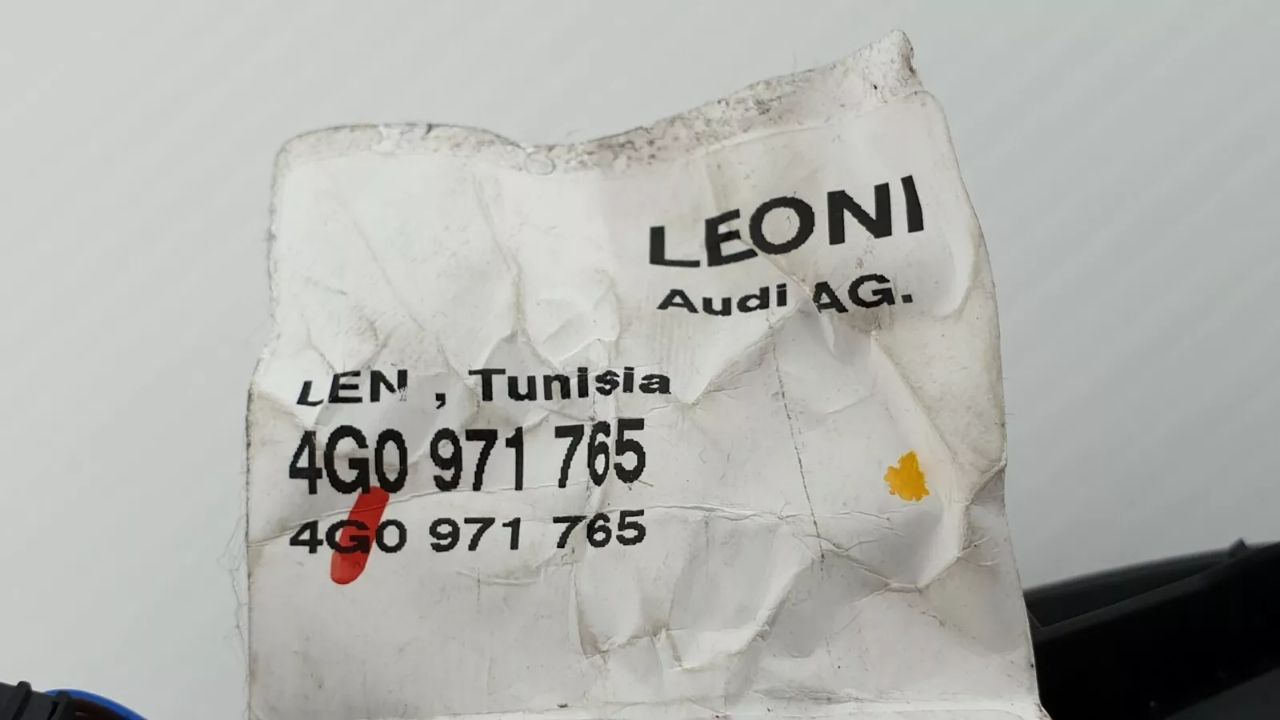 LEONI
Audi AG.
LEN , Tunisia
4G0 971 765
4G0 971 765